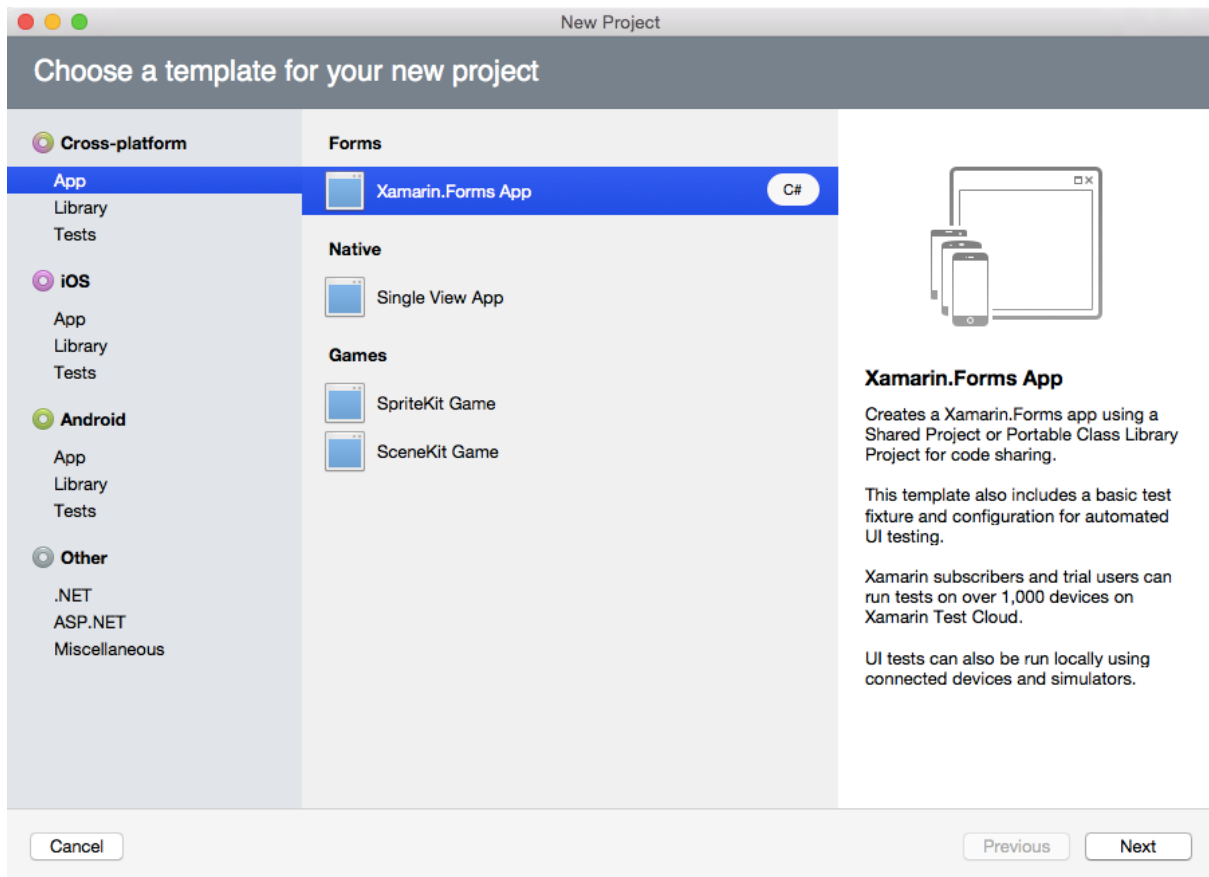 New Project
Choose a template for your new project
Cross-platform
App
Library
Tests
iOS
App
Library
Tests
Android
App
Library
Tests
Other
.NET
ASP.NET
Miscellaneous
Forms
Xamarin.Forms App
C#
Native
Single View App
Games
SpriteKit Game
SceneKit Game
Xamarin.Forms App
Creates a Xamarin.Forms app using a
Shared Project or Portable Class Library
Project for code sharing.
This template also includes a basic test
fixture and configuration for automated
UI testing.
Xamarin subscribers and trial users can
run tests on over 1,000 devices on
Xamarin Test Cloud.
UI tests can also be run locally using
connected devices and simulators.
Cancel
Previous
Next